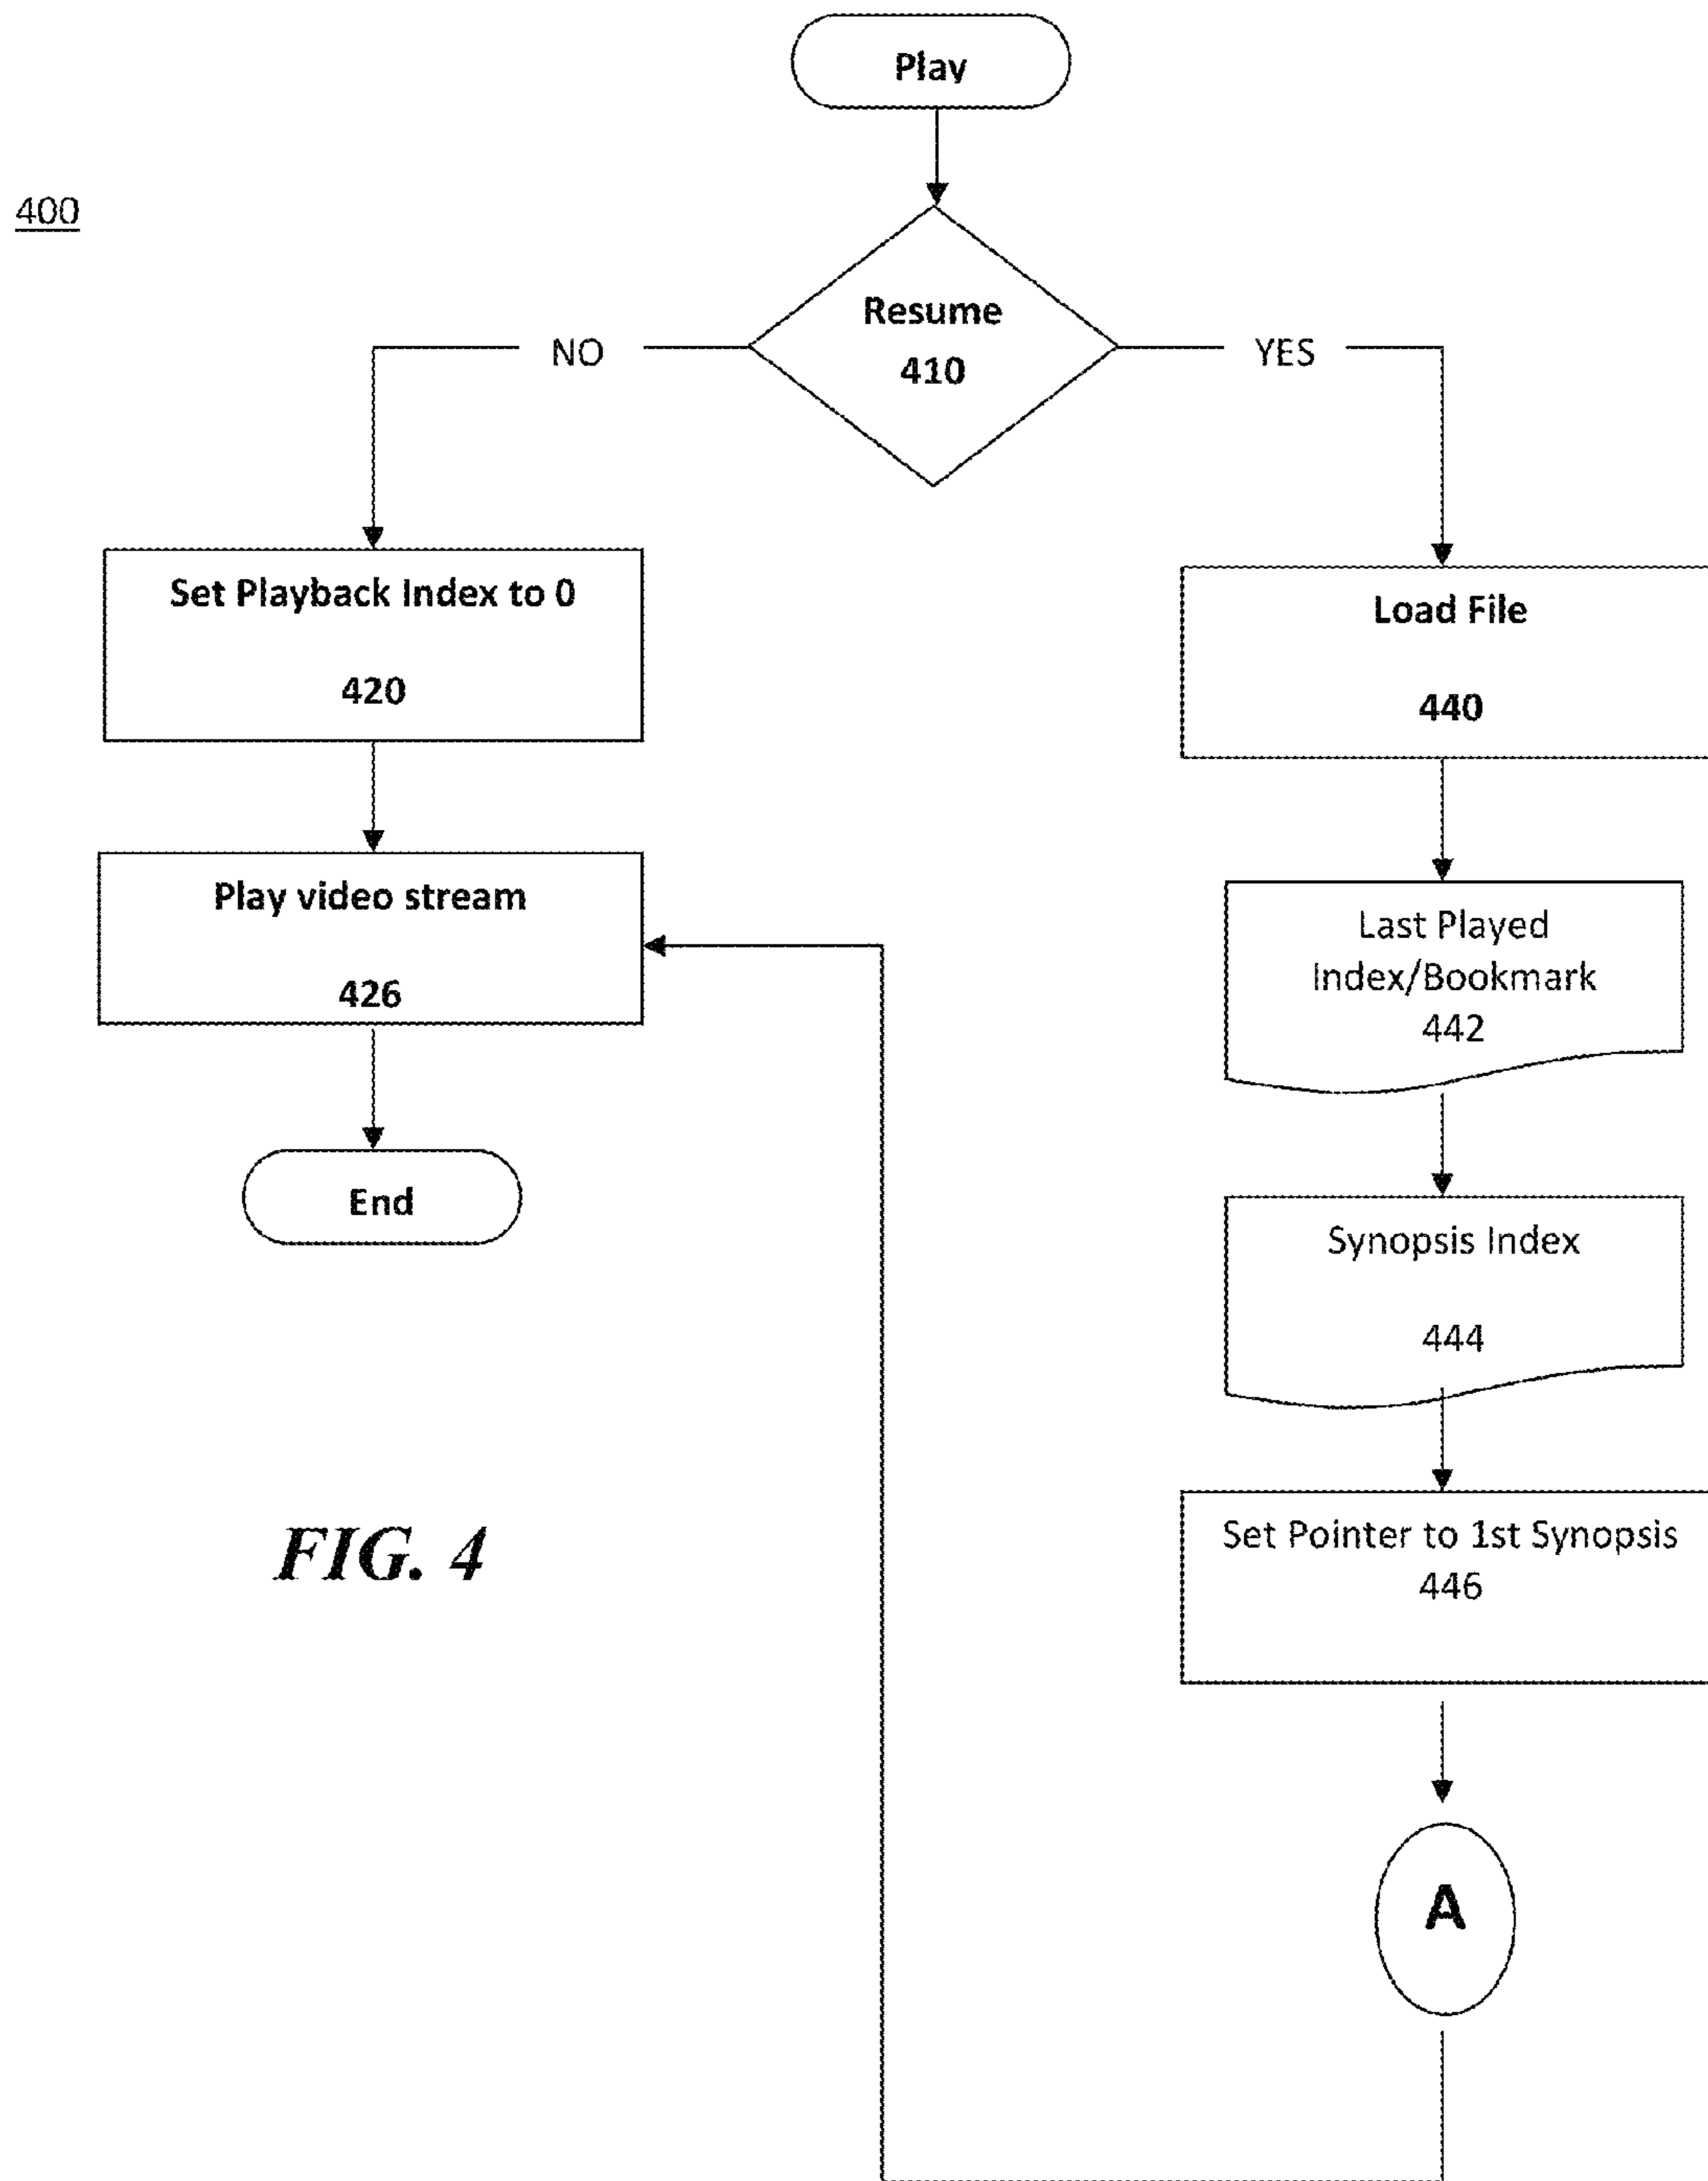 Play
400
Resume
410
NO
YES
Set Playback Index to 0
420
Load File
440
Play video stream
426
Last Played
Index/Bookmark
442
End
Synopsis Index
444
FIG. 4
Set Pointer to 1st Synopsis
446
A